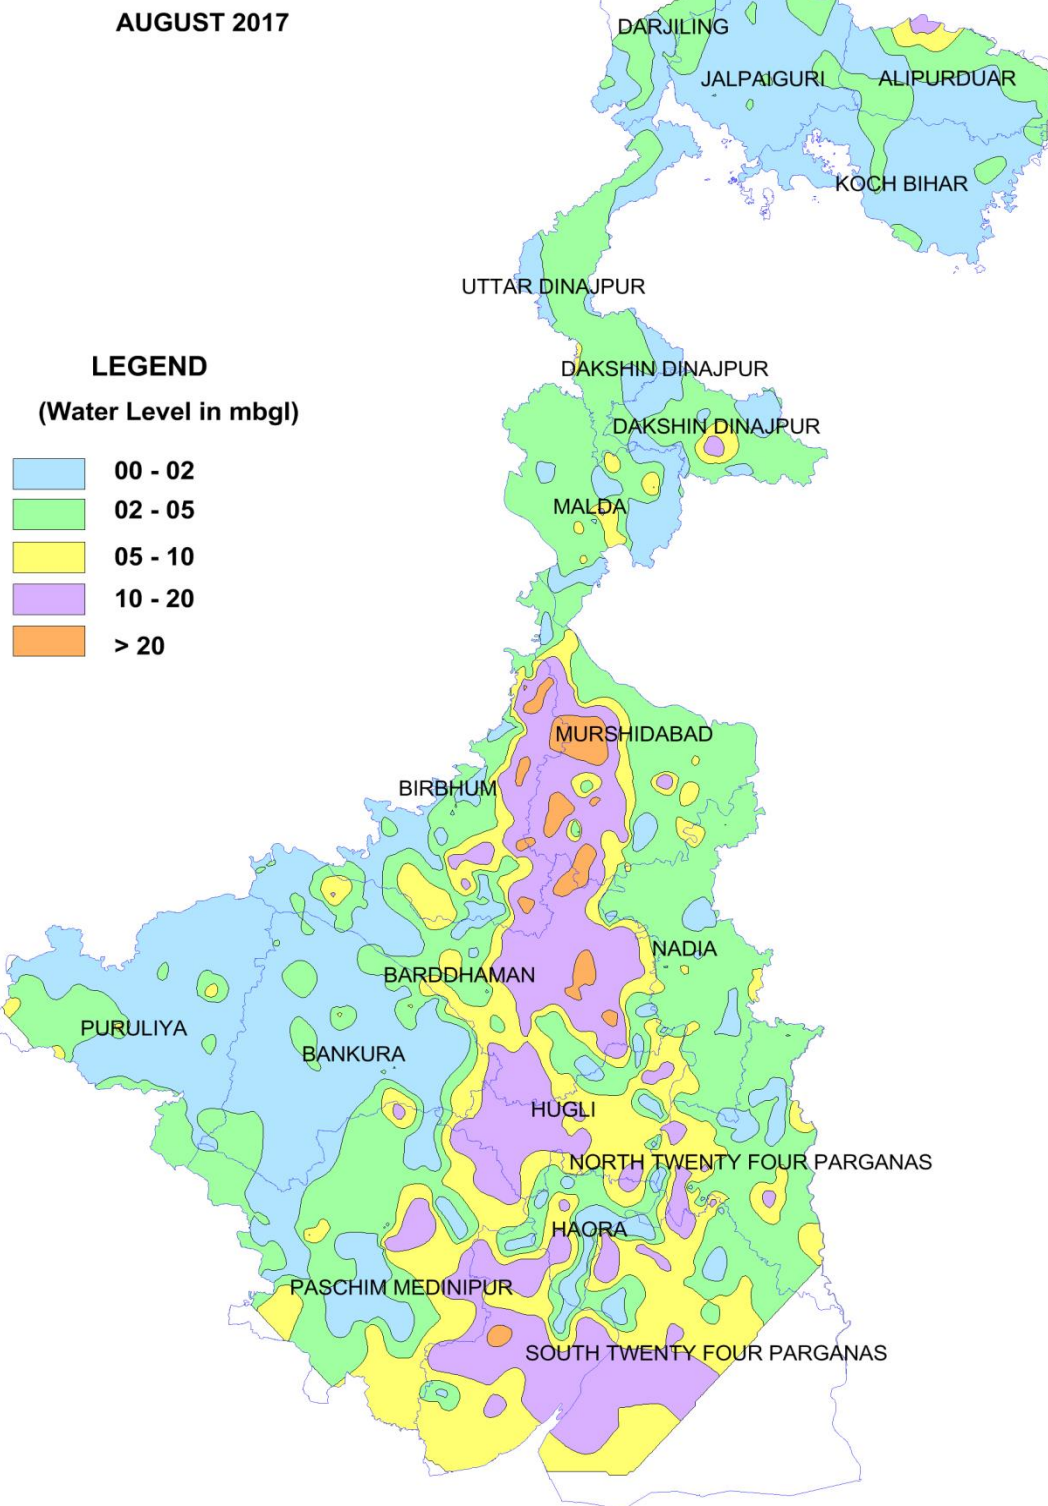 AUGUST 2017
DARJILING
JALPAIGURI
ALIPURDUAR
KOCH BIHAR
UTTAR DINAJPUR
LEGEND
(Water Level in mbgl)
00 - 02
02 - 05
05 - 10
10 - 20
> 20
DAKSHIN DINAJPUR
DAKSHIN DINAJPUR
MALDA
MURSHIDABAD
BIRBHUM
NADIA
BARDDHAMAN
PURULIYA
BANKURA
HUGLI
NORTH TWENTY FOUR PARGANAS
HAORA
PASCHIM MEDINIPUR
SOUTH TWENTY FOUR PARGANAS